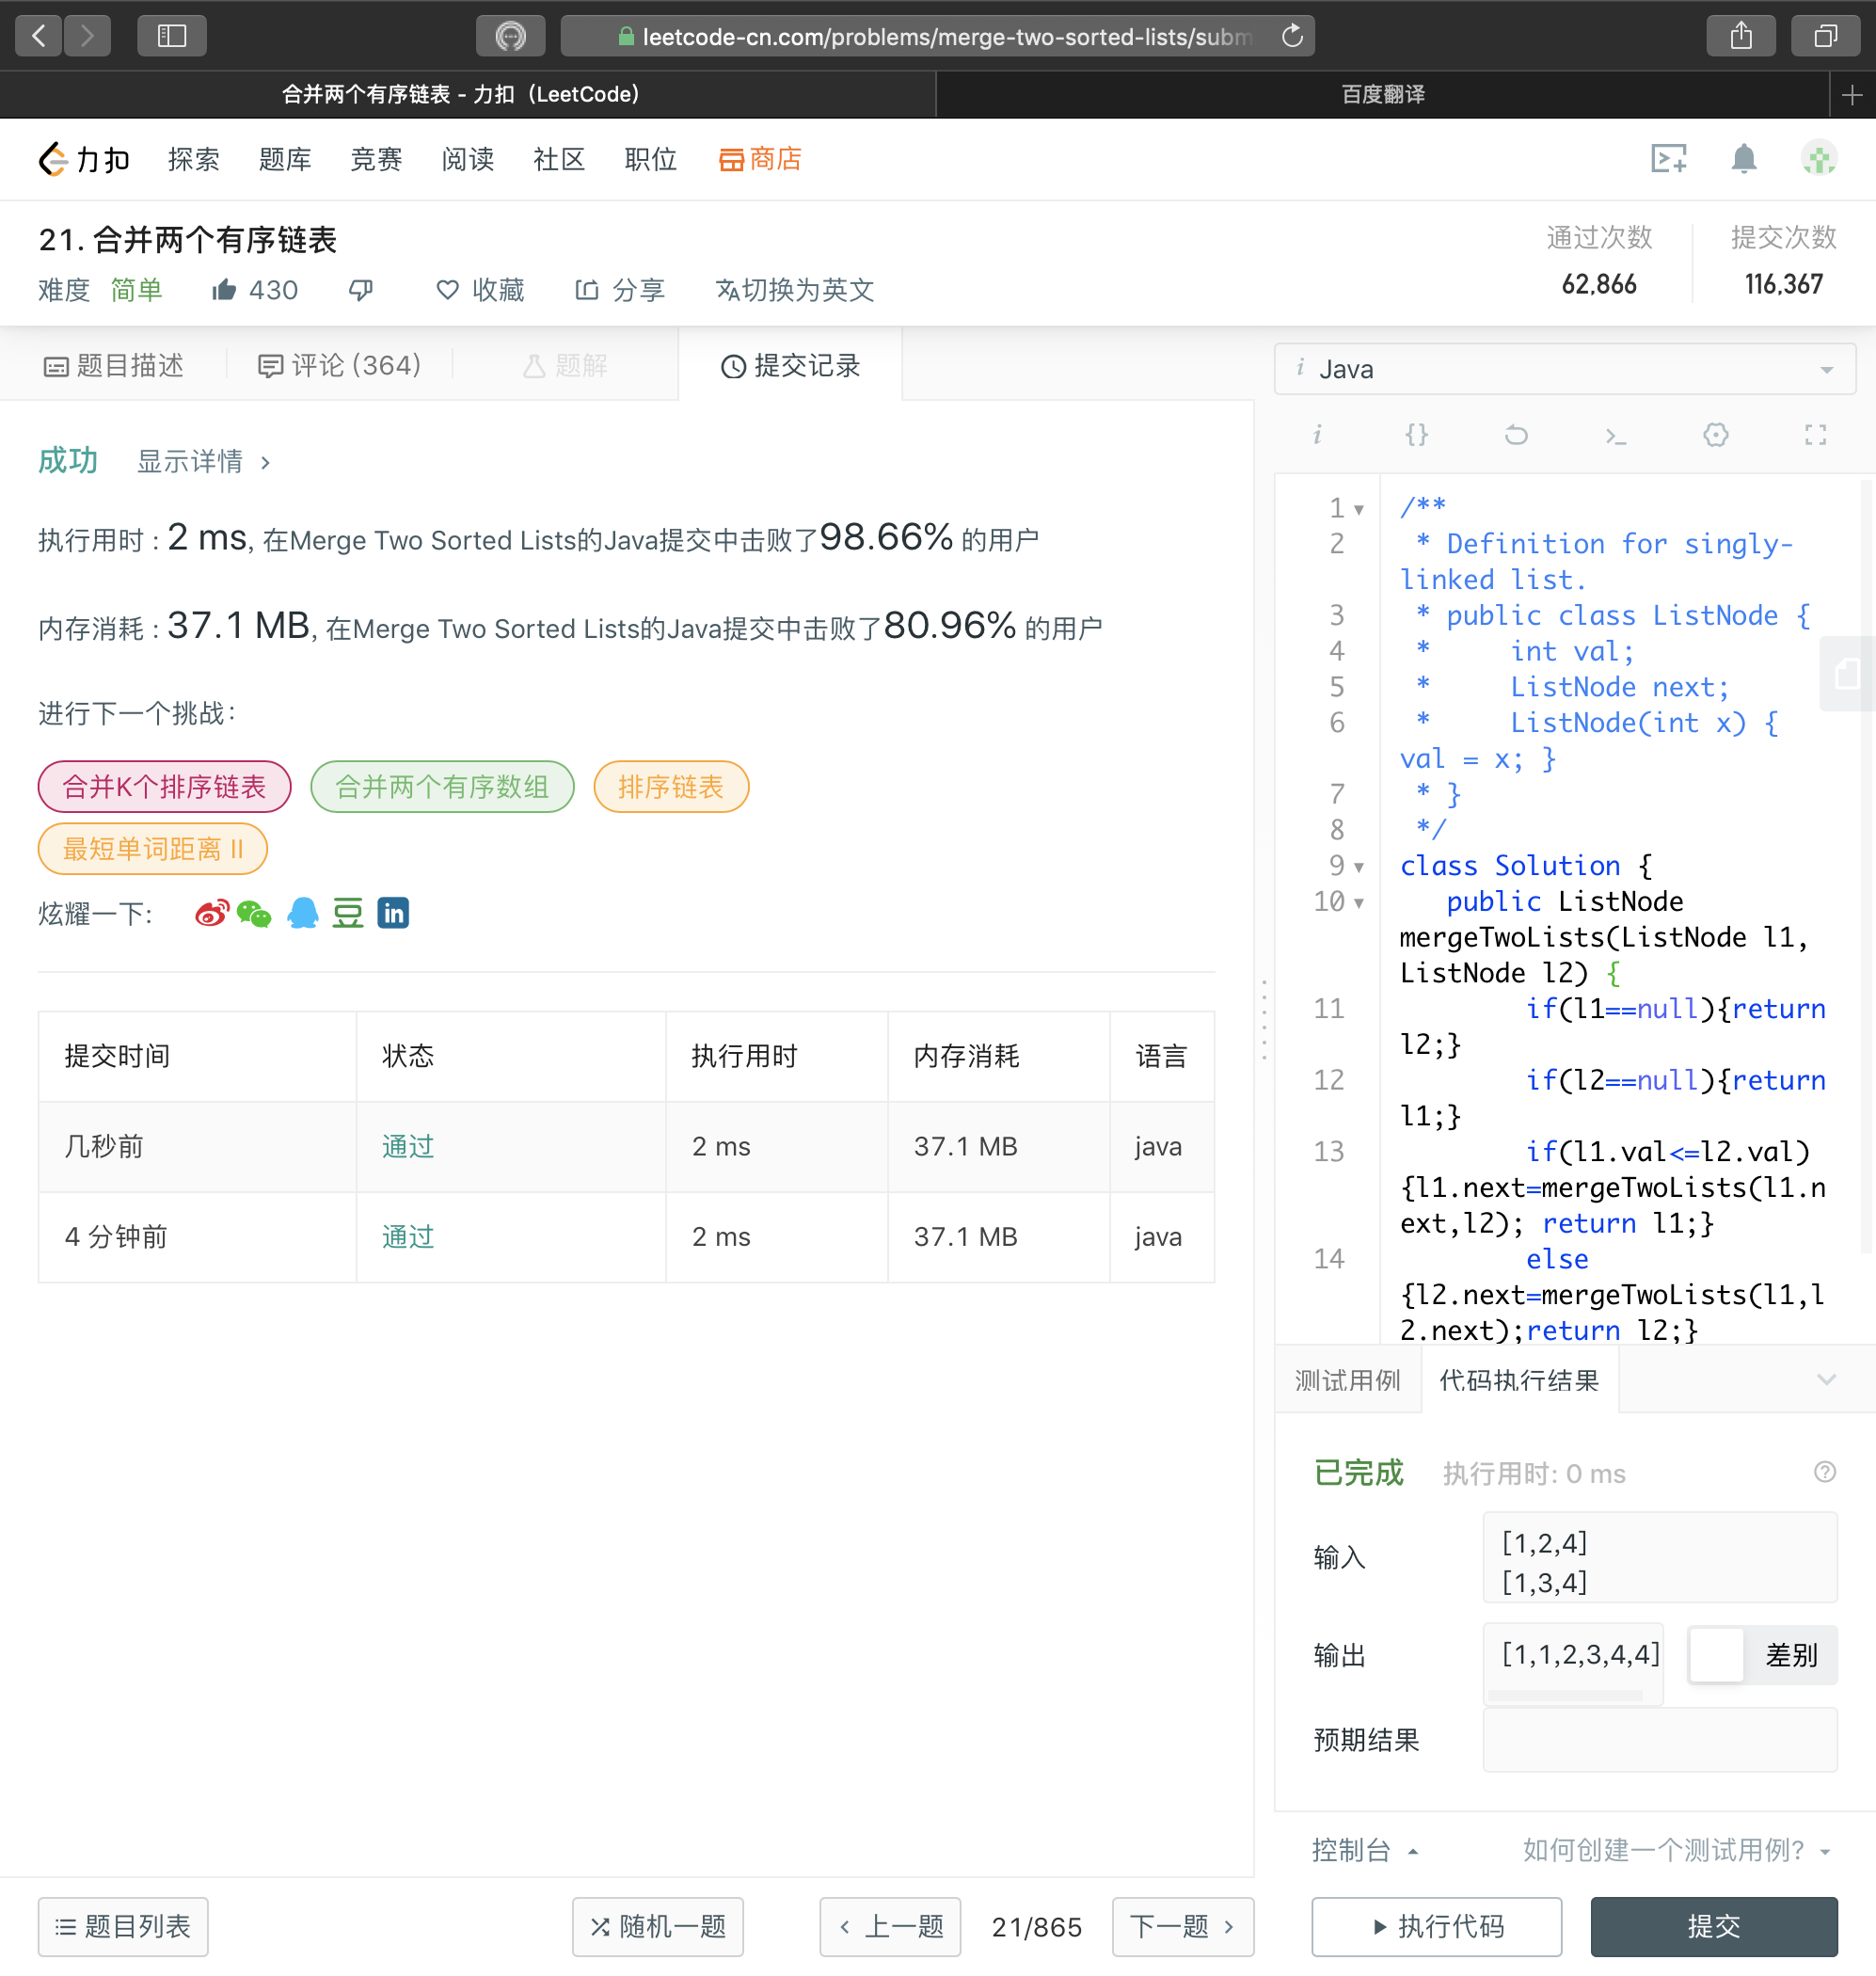 leetcode-cn.com/problems/merge-two-sorted-lists/subm
合并两个有序链表 - 力扣（LeetCode）
百度翻译
力扣 探索 题库 竞赛 阅读 社区 职位 商店
21. 合并两个有序链表
通过次数 提交次数
难度 简单 430 收藏 分享 切换为英文
62,866 116,367
题目描述 评论 (364) 题解 提交记录
成功 显示详情 >
执行用时 : 2 ms, 在Merge Two Sorted Lists的Java提交中击败了98.66% 的用户
内存消耗 : 37.1 MB, 在Merge Two Sorted Lists的Java提交中击败了80.96% 的用户
进行下一个挑战：
合并K个排序链表 合并两个有序数组 排序链表
最短单词距离 II
炫耀一下:
豆 in
提交时间 状态 执行用时 内存消耗 语言
几秒前 通过 2 ms 37.1 MB java
4 分钟前 通过 2 ms 37.1 MB java
i Java
i {} >_
1 /**
2 * Definition for singly-
linked list.
3 * public class ListNode {
4 *     int val;
5 *     ListNode next;
6 *     ListNode(int x) {
val = x; }
7 * }
8 */
9 class Solution {
10 public ListNode
mergeTwoLists(ListNode l1,
ListNode l2) {
11 if(l1==null){return
l2;}
12 if(l2==null){return
l1;}
13 if(l1.val<=l2.val)
{l1.next=mergeTwoLists(l1.n
ext,l2); return l1;}
14 else
{l2.next=mergeTwoLists(l1,l
2.next);return l2;}
测试用例 代码执行结果
已完成 执行用时: 0 ms
输入
[1,2,4]
[1,3,4]
输出 [1,1,2,3,4,4] 差别
预期结果
控制台 如何创建一个测试用例?
题目列表 随机一题 上一题 21/865 下一题 执行代码 提交